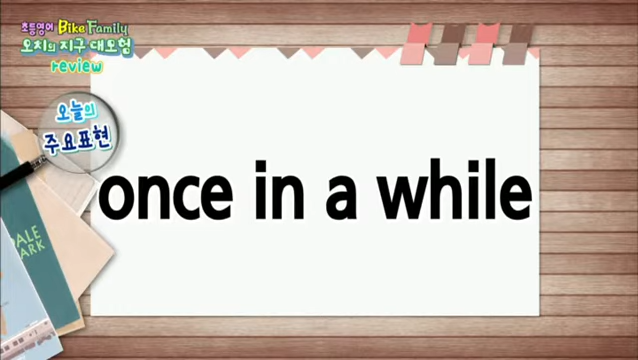 초등영어 Bike Family
오치의 지구 대모험
review
오늘의
주요표현
once in a while